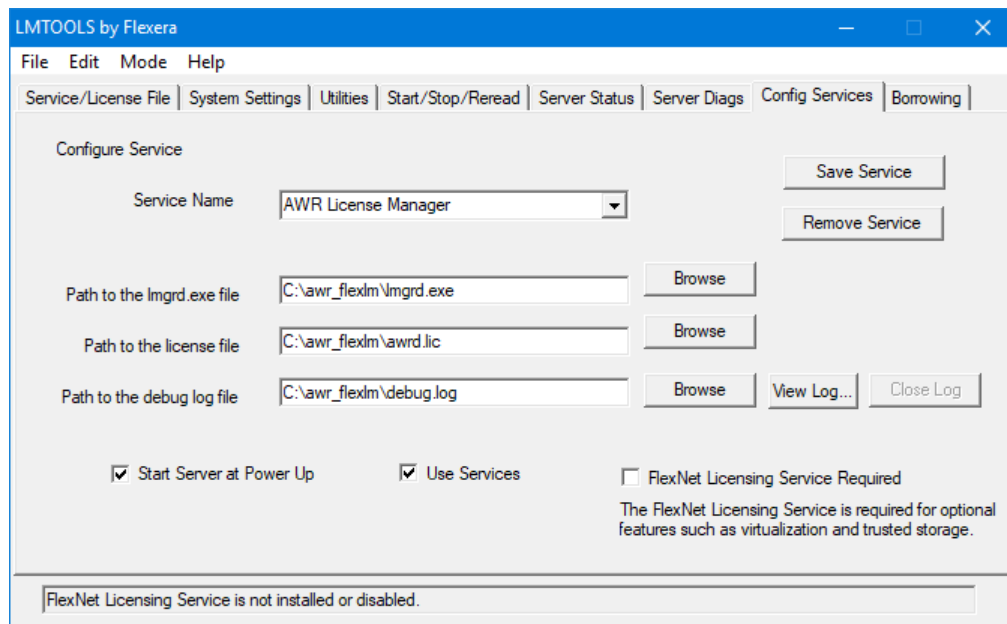 LMTOOLS by Flexera
File Edit Mode Help
Service/License File System Settings Utilities Start/Stop/Reread Server Status Server Diags Config Services Borrowing
Configure Service
Save Service
Service Name AWR License Manager
Remove Service
Path to the lmgrd.exe file C:\awr_flexlm\lmgrd.exe Browse
Path to the license file C:\awr_flexlm\awrd.lic Browse
Path to the debug log file C:\awr_flexlm\debug.log Browse View Log... Close Log
Start Server at Power Up Use Services FlexNet Licensing Service Required
The FlexNet Licensing Service is required for optional
features such as virtualization and trusted storage.
FlexNet Licensing Service is not installed or disabled.